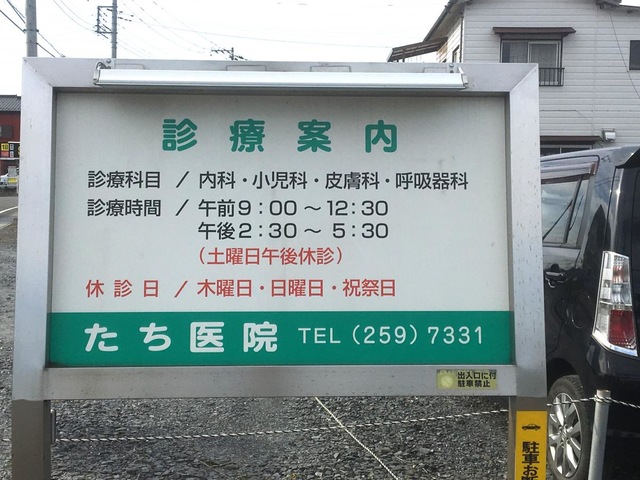 診療案内
診療科目 / 内科・小児科・皮膚科・呼吸器科
診療時間 / 午前9:00～12:30
午後2:30～5:30
(土曜日午後休診)
休診日 / 木曜日・日曜日・祝祭日
たち医院 TEL(259)7331
出入口に付
駐車禁止
駐車お